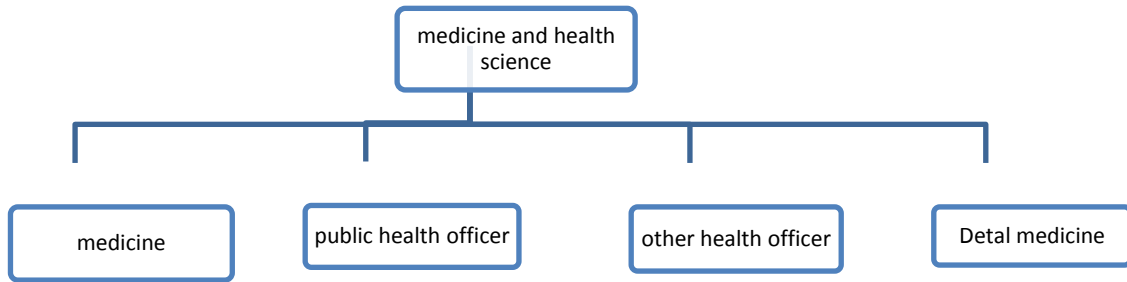 medicine and health
science
medicine
public health officer
other health officer
Detal medicine